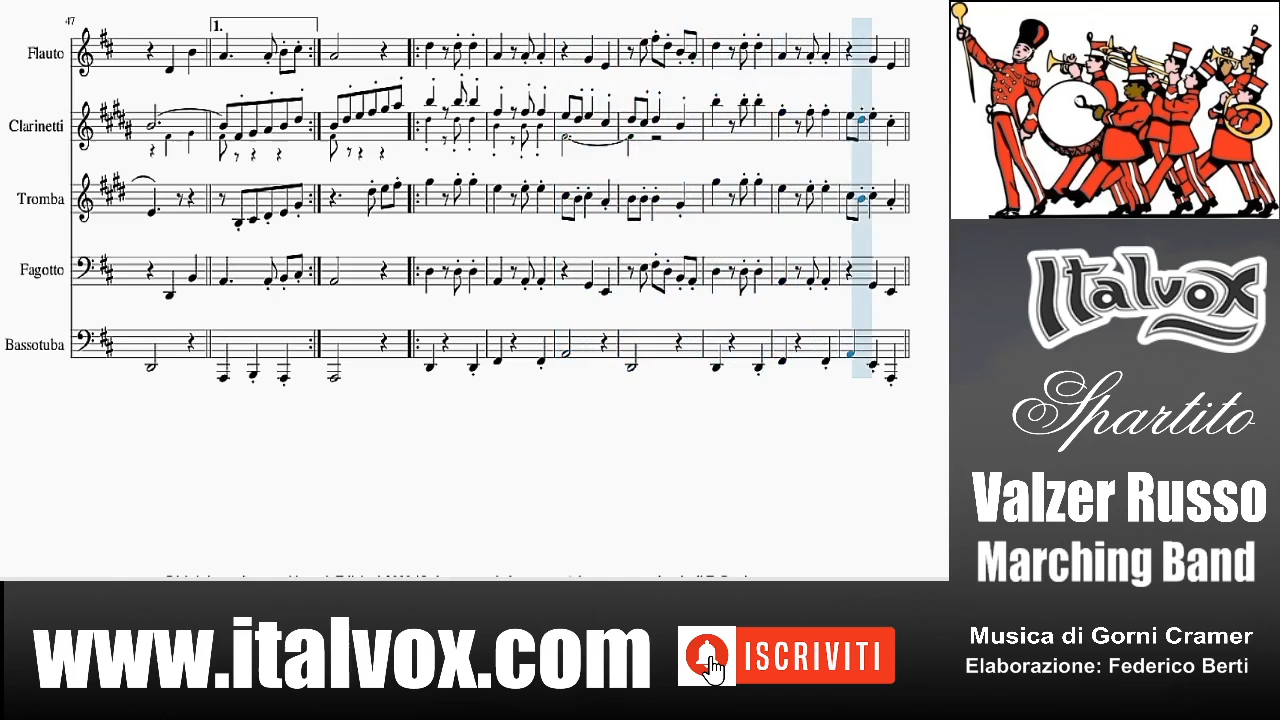 47
1.
Flauto
Clarinetti
Tromba
Fagotto
Bassotuba
Italvox
Spartito
Valzer Russo
Marching Band
Musica di Gorni Cramer
Elaborazione: Federico Berti
www.italvox.com
ISCRIVITI